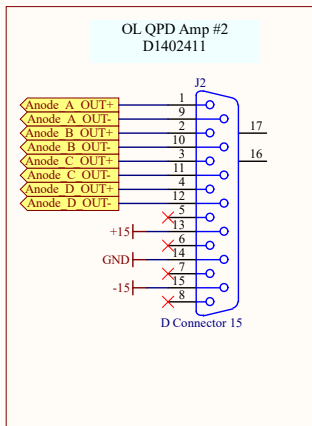 OL QPD Amp #2
D1402411
J2
Anode_A_OUT+ 1
Anode_A_OUT- 9
Anode_B_OUT+ 2 17
Anode_B_OUT- 10
Anode_C_OUT+ 3 16
Anode_C_OUT- 11
Anode_D_OUT+ 4
Anode_D_OUT- 12
5
+15 13
6
GND 14
7
-15 15
8
D Connector 15